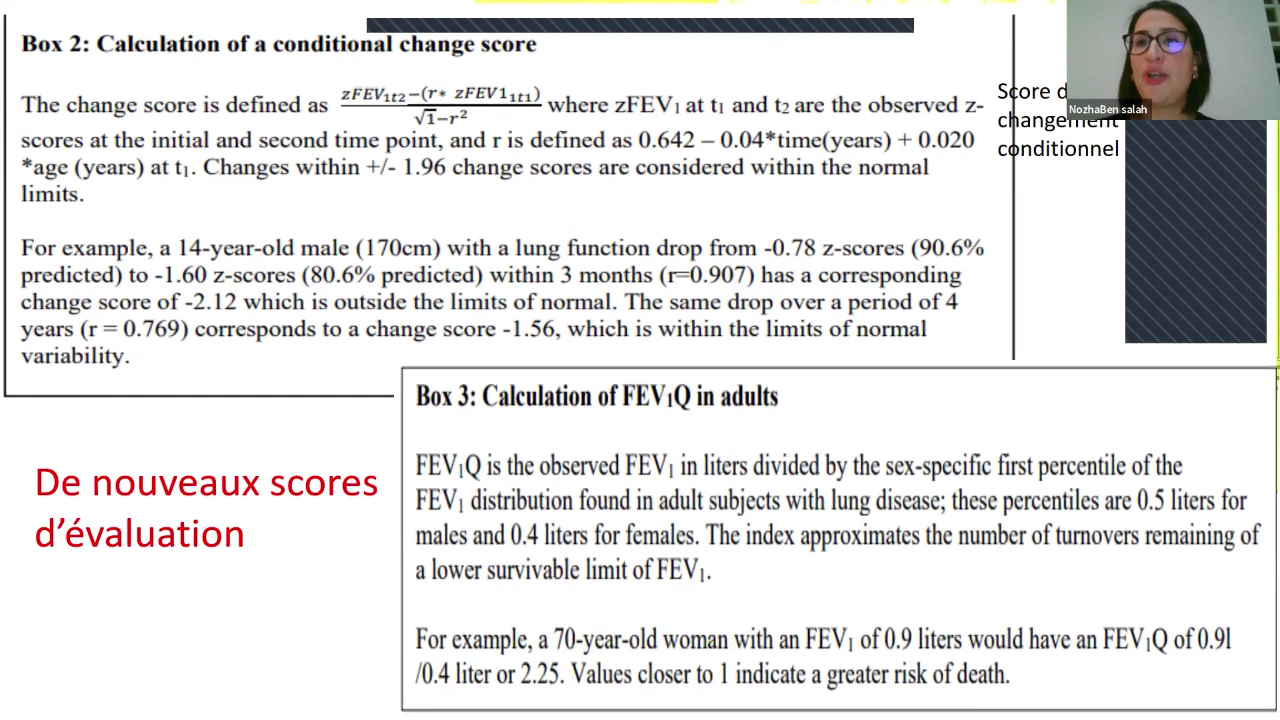 Box 2: Calculation of a conditional change score
The change score is defined as zFEV1t2−(r∗ zFEV11t1) / √1−r² where zFEV1 at t1 and t2 are the observed z-
scores at the initial and second time point, and r is defined as 0.642 – 0.04*time(years) + 0.020
*age (years) at t1. Changes within +/- 1.96 change scores are considered within the normal
limits.
For example, a 14-year-old male (170cm) with a lung function drop from -0.78 z-scores (90.6%
predicted) to -1.60 z-scores (80.6% predicted) within 3 months (r=0.907) has a corresponding
change score of -2.12 which is outside the limits of normal. The same drop over a period of 4
years (r = 0.769) corresponds to a change score -1.56, which is within the limits of normal
variability.
Score d
changement
conditionnel
NozhaBen salah
De nouveaux scores
d’évaluation
Box 3: Calculation of FEV1Q in adults
FEV1Q is the observed FEV1 in liters divided by the sex-specific first percentile of the
FEV1 distribution found in adult subjects with lung disease; these percentiles are 0.5 liters for
males and 0.4 liters for females. The index approximates the number of turnovers remaining of
a lower survivable limit of FEV1.
For example, a 70-year-old woman with an FEV1 of 0.9 liters would have an FEV1Q of 0.9l
/0.4 liter or 2.25. Values closer to 1 indicate a greater risk of death.